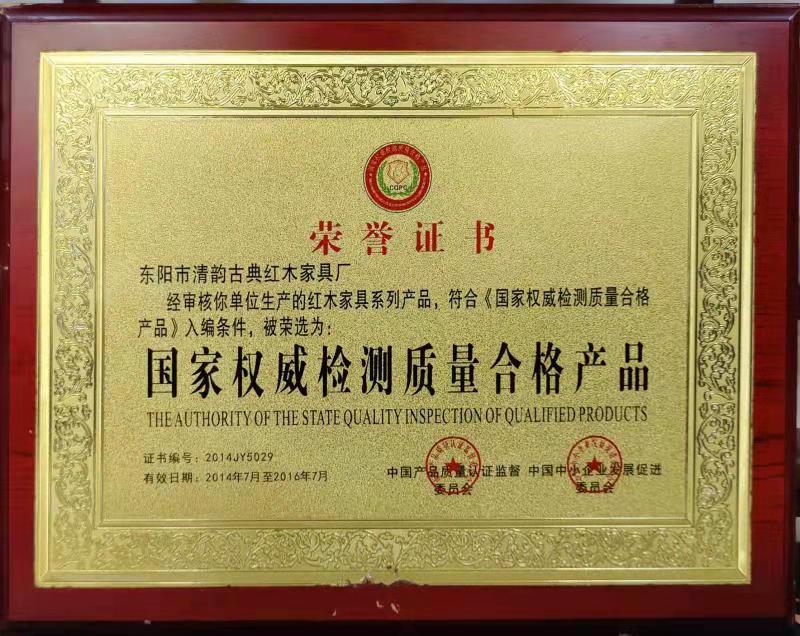 CQPC
荣誉证书
东阳市清韵古典红木家具厂
经审核你单位生产的红木家具系列产品，符合《国家权威检测质量合格
产品》入编条件，被荣选为：
国家权威检测质量合格产品
THE AUTHORITY OF THE STATE QUALITY INSPECTION OF QUALIFIED PRODUCTS
证书编号：2014JY5029
有效日期：2014年7月至2016年7月
中国产品质量认证监督 中国中小企业发展促进
委员会 委员会